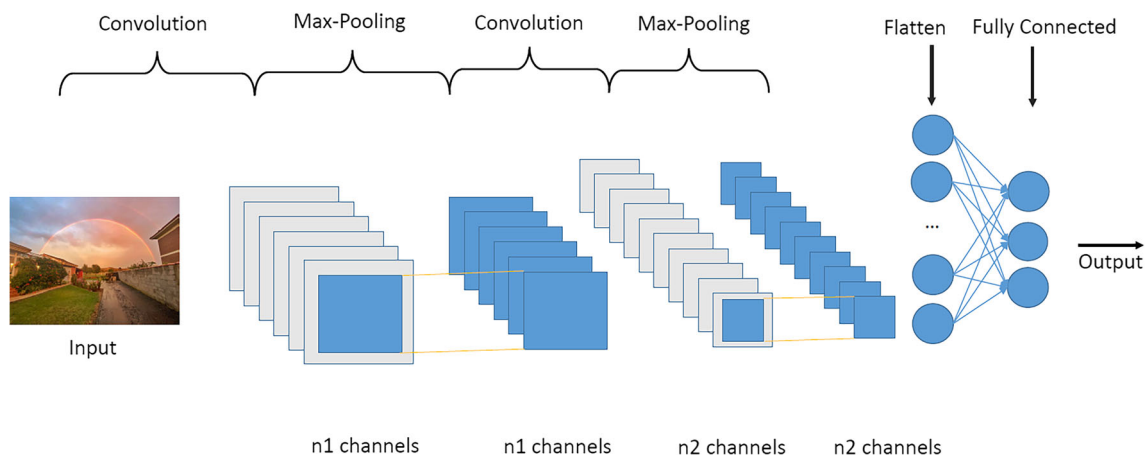 Convolution
Max-Pooling
Convolution
Max-Pooling
Flatten
Fully Connected
...
Output
Input
n1 channels
n1 channels
n2 channels
n2 channels